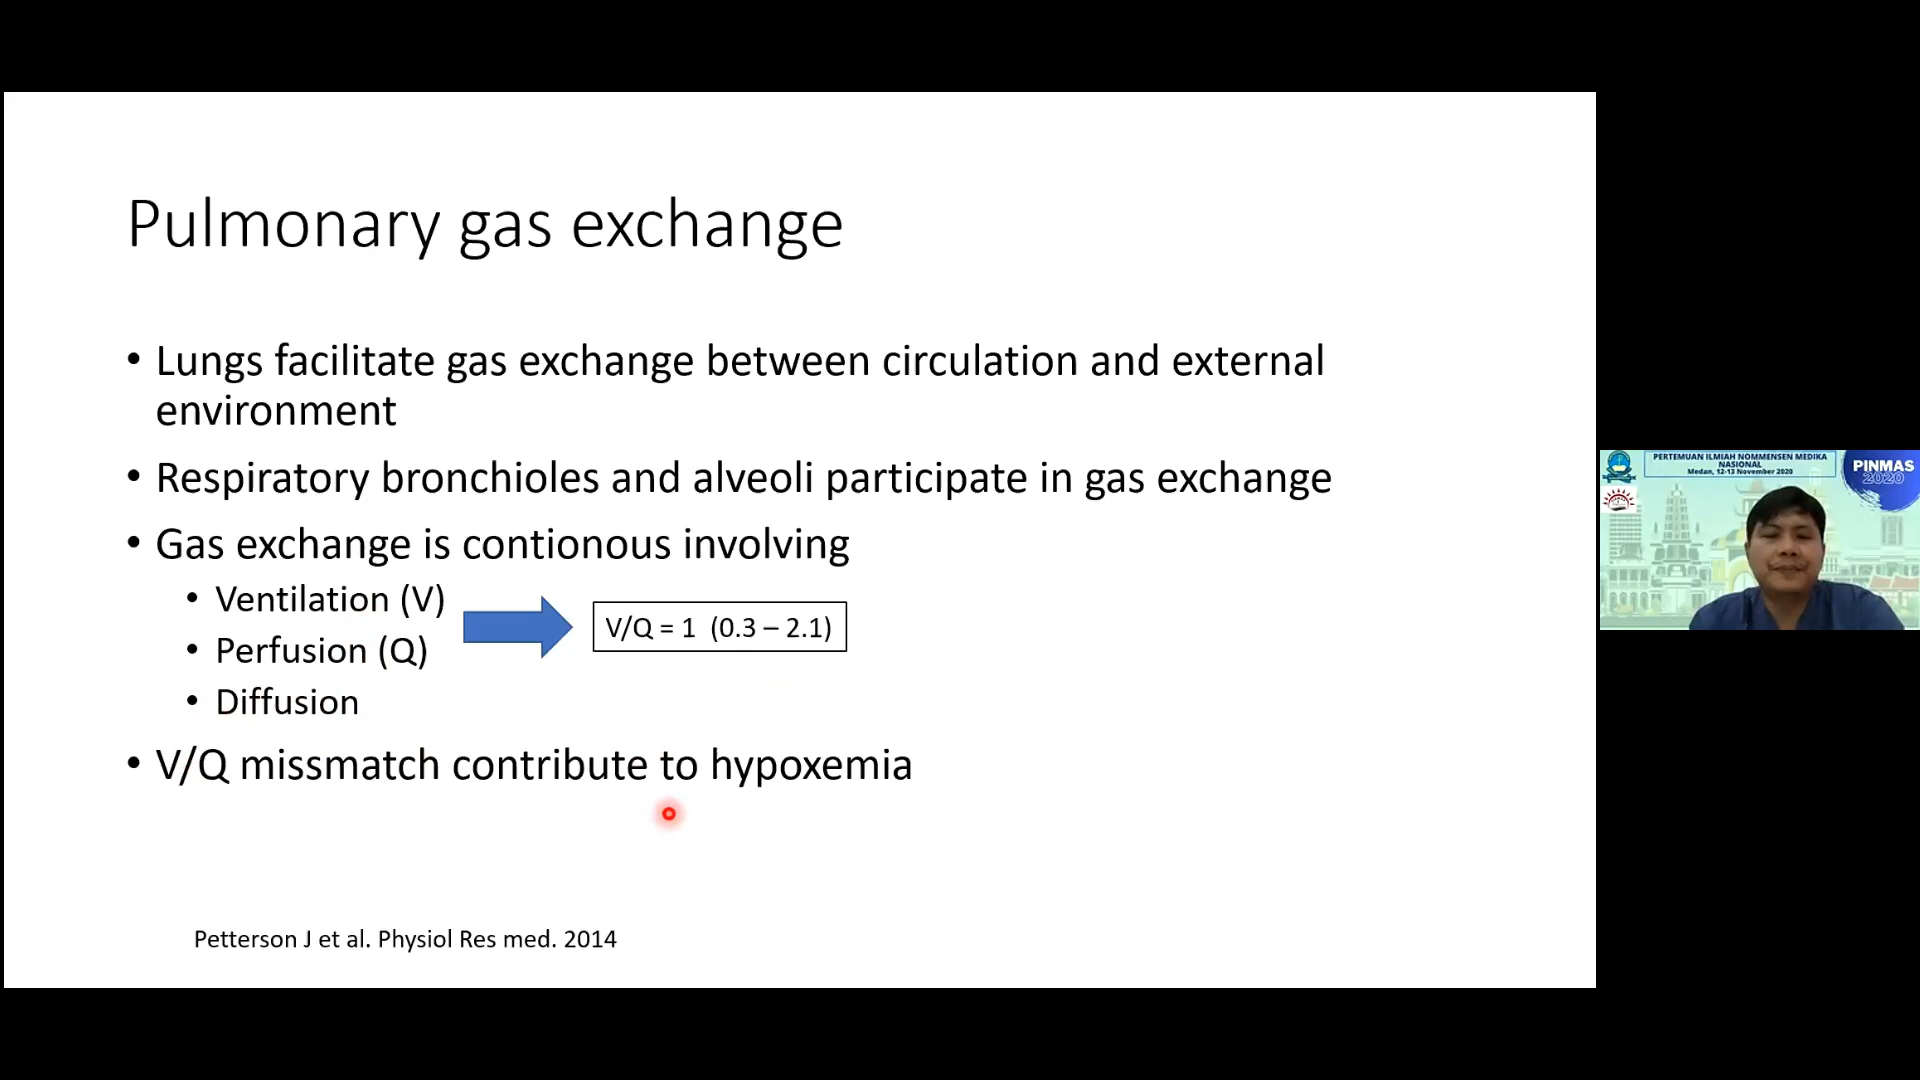 Pulmonary gas exchange
• Lungs facilitate gas exchange between circulation and external
environment
• Respiratory bronchioles and alveoli participate in gas exchange
• Gas exchange is contionous involving
• Ventilation (V)
• Perfusion (Q)
• Diffusion
V/Q = 1 (0.3 – 2.1)
• V/Q missmatch contribute to hypoxemia
Petterson J et al. Physiol Res med. 2014
PERTEMUAN ILMIAH NOMMENSEN MEDIKA
NASIONAL
Medan, 12-13 November 2020
PINMAS
2020